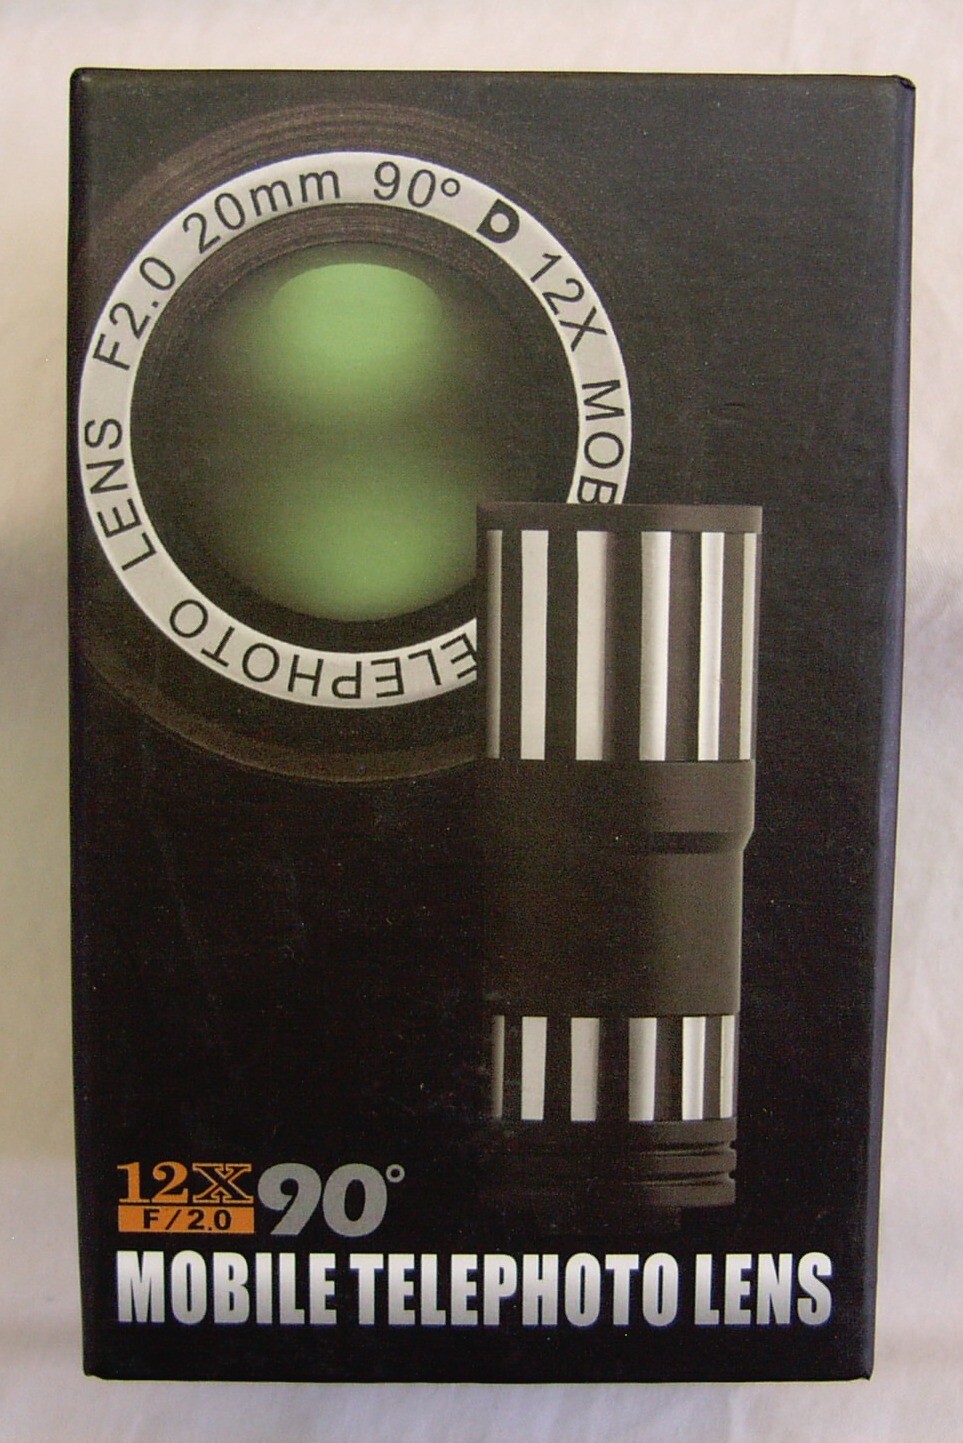 LENS F2.0 20mm 90° D 12X MOB
ELEPHOTO
12X 90°
F/2.0
MOBILE TELEPHOTO LENS